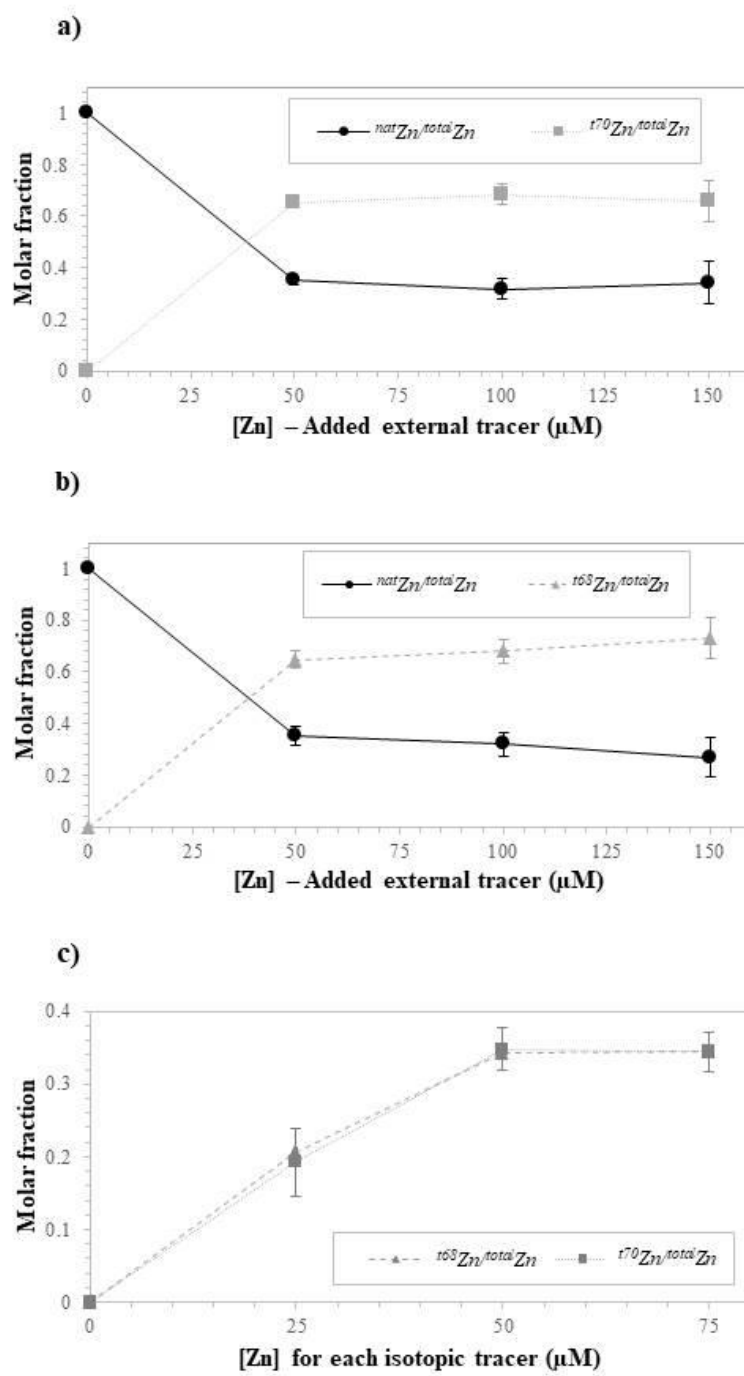 a)
Molar fraction
1
0.8
0.6
0.4
0.2
0
natZn/totalZn
t70Zn/totalZn
0 25 50 75 100 125 150
[Zn] – Added external tracer (µM)
b)
Molar fraction
1
0.8
0.6
0.4
0.2
0
natZn/totalZn
t68Zn/totalZn
0 25 50 75 100 125 150
[Zn] – Added external tracer (µM)
c)
Molar fraction
0.4
0.3
0.2
0.1
0
t68Zn/totalZn
t70Zn/totalZn
0 25 50 75
[Zn] for each isotopic tracer (µM)